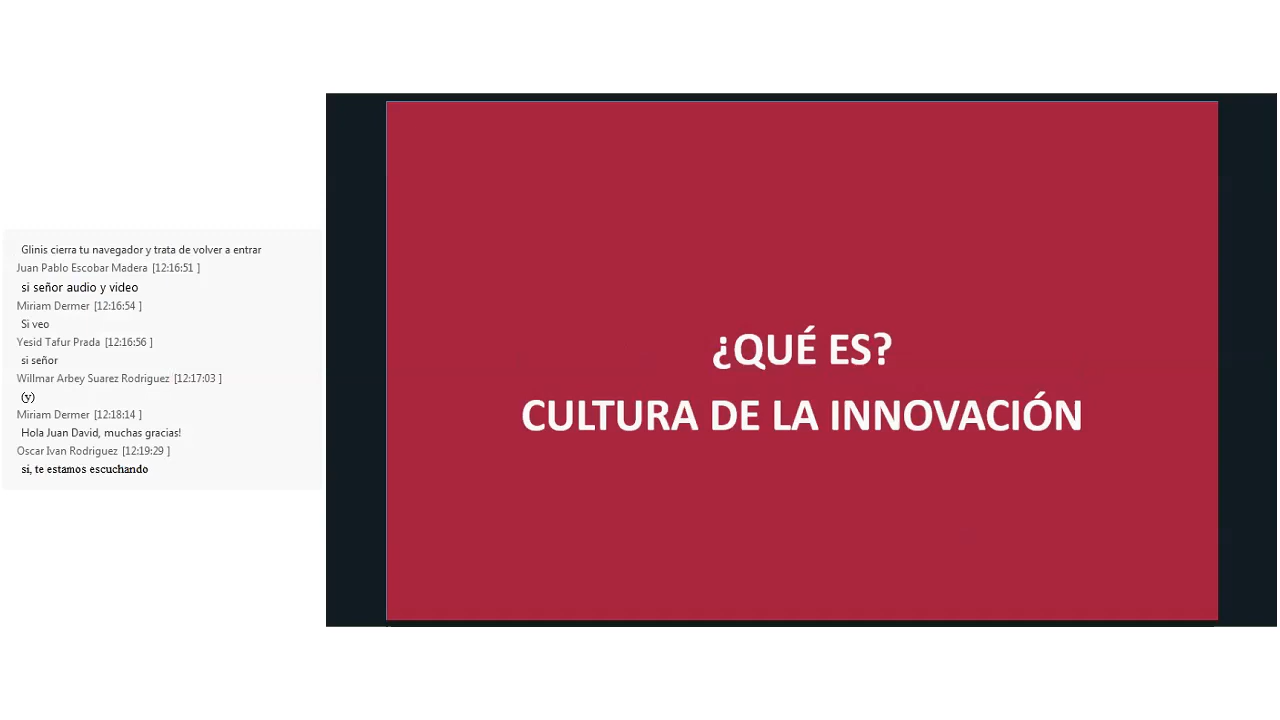 Glinis cierra tu navegador y trata de volver a entrar
Juan Pablo Escobar Madera [12:16:51 ]
si señor audio y video
Miriam Dermer [12:16:54 ]
Si veo
Yesid Tafur Prada [12:16:56 ]
si señor
Willmar Arbey Suarez Rodriguez [12:17:03 ]
(y)
Miriam Dermer [12:18:14 ]
Hola Juan David, muchas gracias!
Oscar Ivan Rodriguez [12:19:29 ]
si, te estamos escuchando
¿QUÉ ES?
CULTURA DE LA INNOVACIÓN